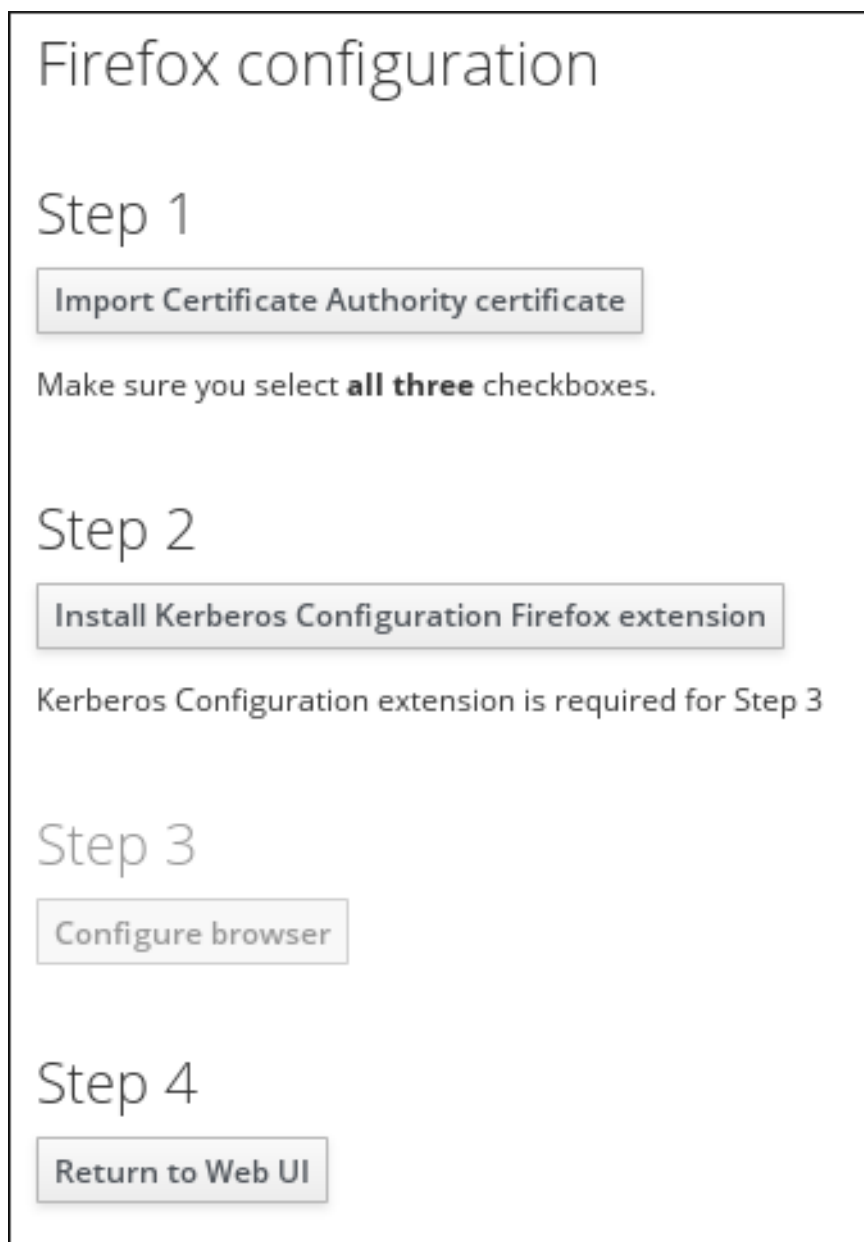 Firefox configuration
Step 1
Import Certificate Authority certificate
Make sure you select all three checkboxes.
Step 2
Install Kerberos Configuration Firefox extension
Kerberos Configuration extension is required for Step 3
Step 3
Configure browser
Step 4
Return to Web UI